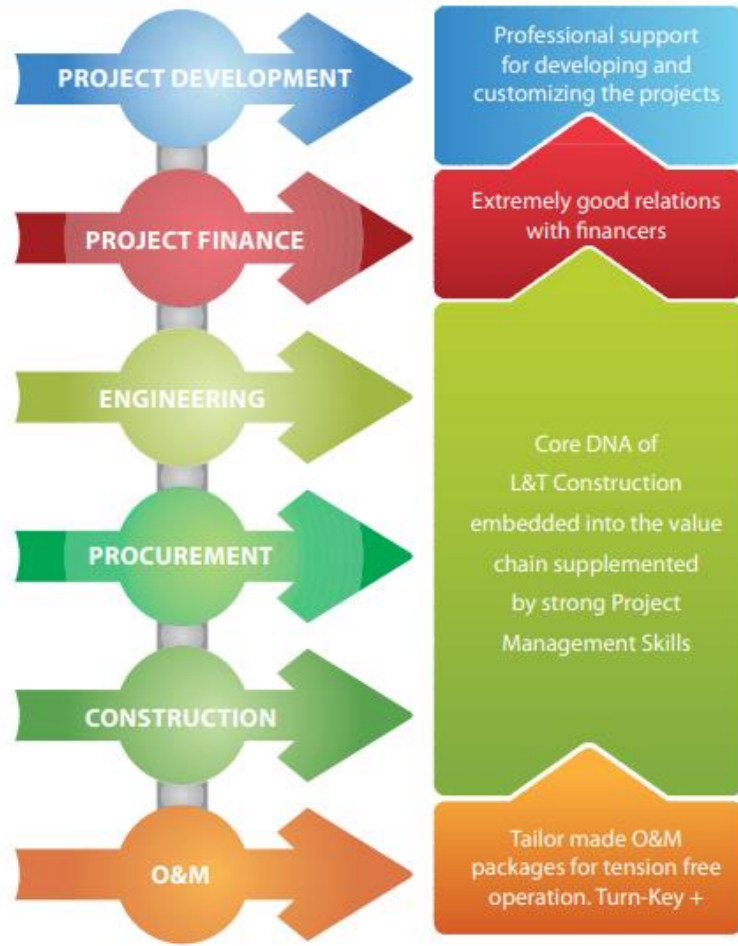 PROJECT DEVELOPMENT
Professional support
for developing and
customizing the projects
PROJECT FINANCE
Extremely good relations
with financers
ENGINEERING
PROCUREMENT
CONSTRUCTION
Core DNA of
L&T Construction
embedded into the value
chain supplemented
by strong Project
Management Skills
O&M
Tailor made O&M
packages for tension free
operation. Turn-Key +